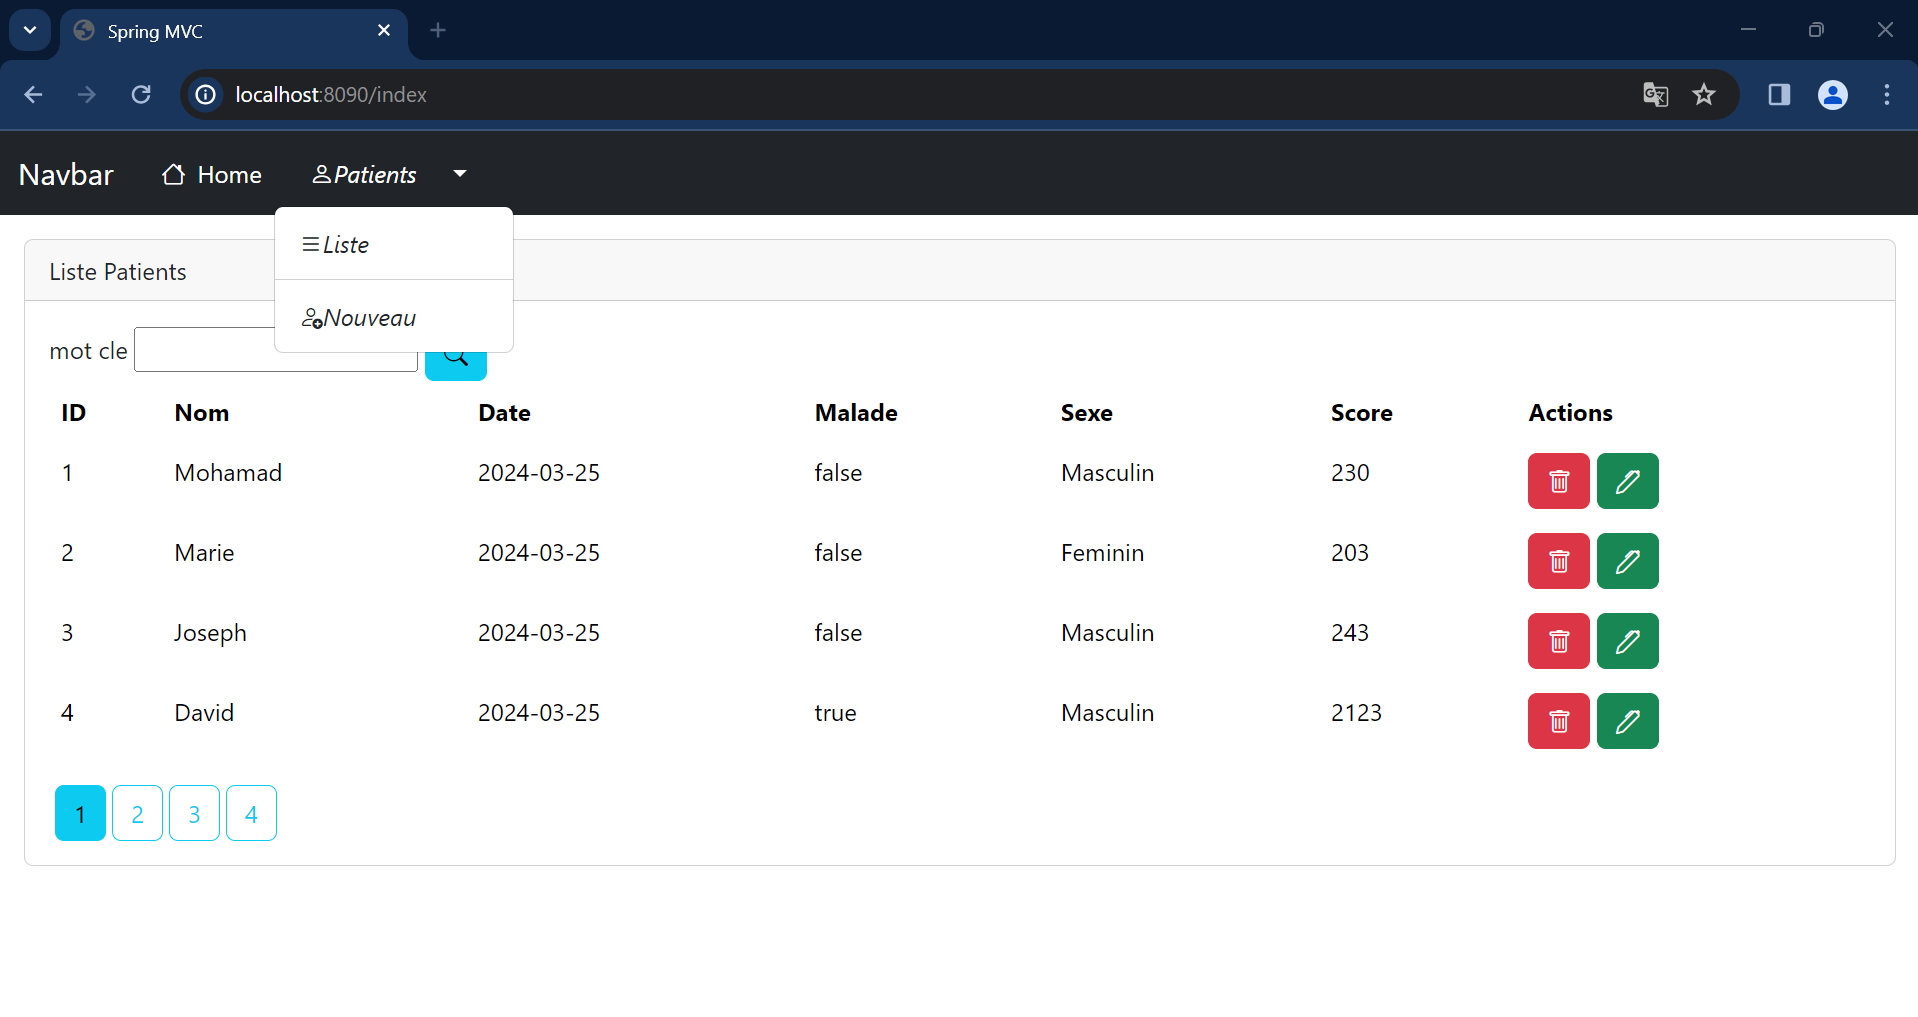 Spring MVC
localhost:8090/index
Navbar Home Patients
Liste
Nouveau
Liste Patients
mot cle
ID Nom Date Malade Sexe Score Actions
1 Mohamad 2024-03-25 false Masculin 230
2 Marie 2024-03-25 false Feminin 203
3 Joseph 2024-03-25 false Masculin 243
4 David 2024-03-25 true Masculin 2123
1 2 3 4